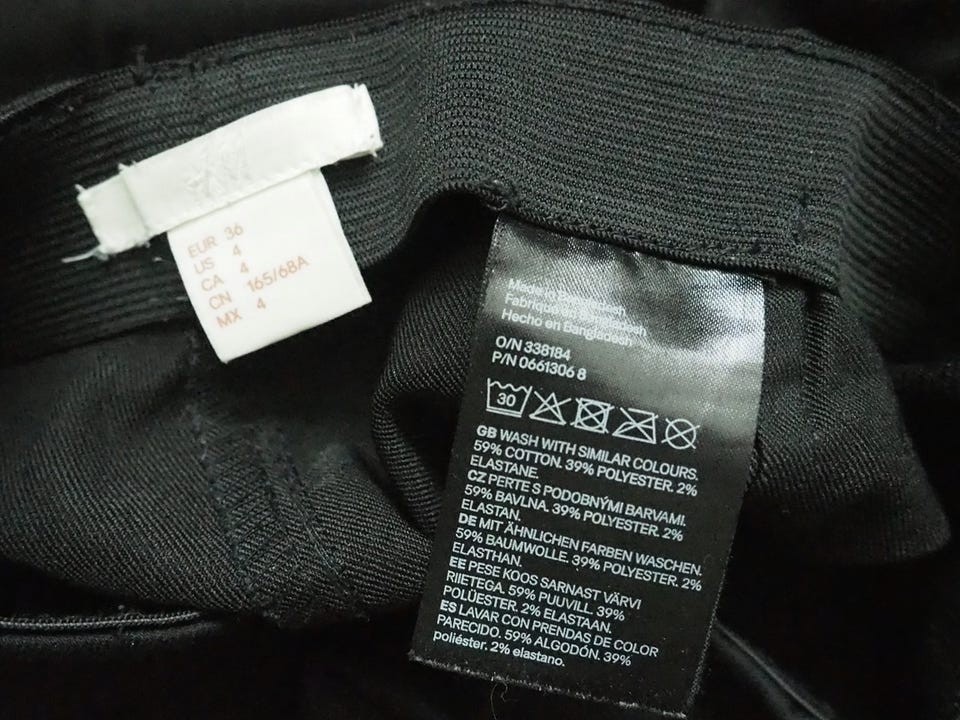 EUR 36
US 4
CA 4
CN 165/68A
MX 4
Made in Bangladesh
Fabriqué en Bangladesh
Hecho en Bangladesh
O/N 338184
P/N 0661306 8
30
GB WASH WITH SIMILAR COLOURS.
59% COTTON. 39% POLYESTER. 2%
ELASTANE.
CZ PERTE S PODOBNÝMI BARVAMI.
59% BAVLNA. 39% POLYESTER. 2%
ELASTAN.
DE MIT ÄHNLICHEN FARBEN WASCHEN.
59% BAUMWOLLE. 39% POLYESTER. 2%
ELASTHAN.
EE PESE KOOS SARNAST VÄRVI
RIIETEGA. 59% PUUVILL. 39%
POLÜESTER. 2% ELASTAAN.
ES LAVAR CON PRENDAS DE COLOR
PARECIDO. 59% ALGODÓN. 39%
poliéster. 2% elastano.